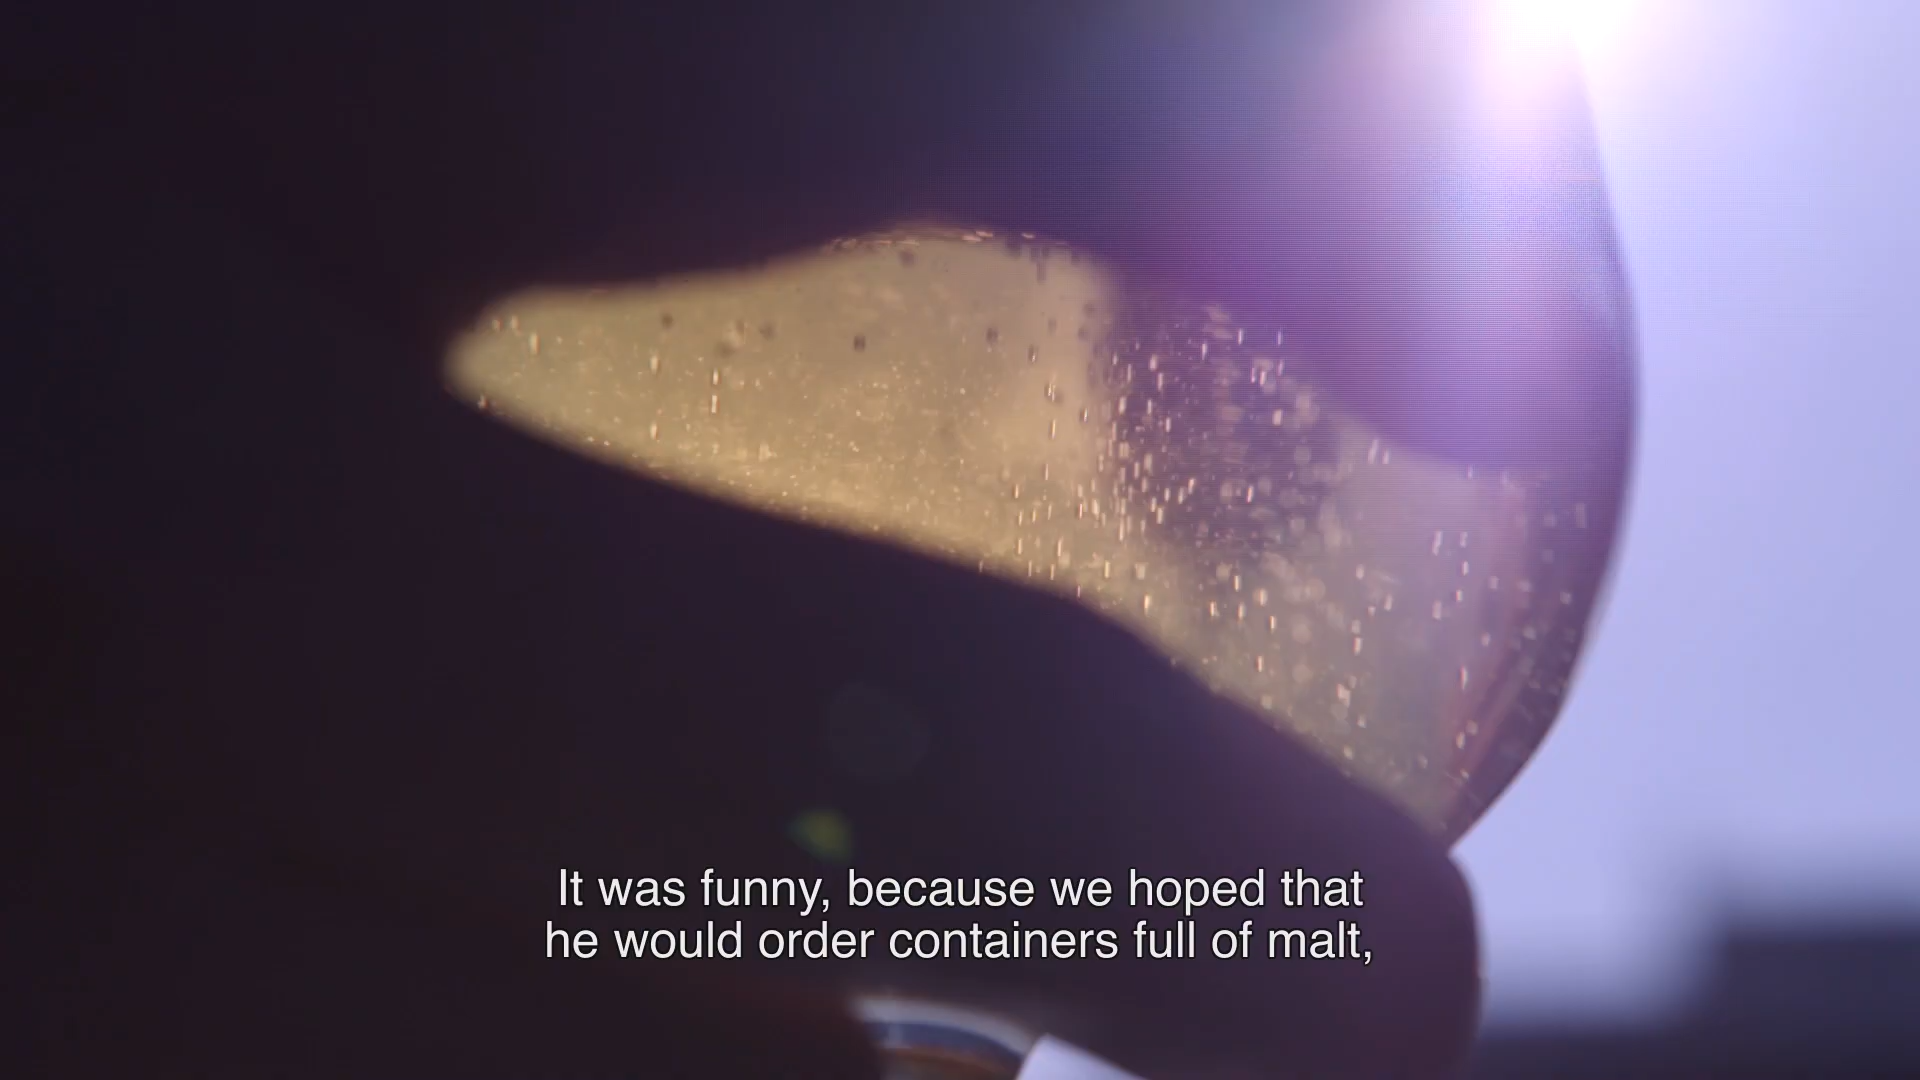 It was funny, because we hoped that
he would order containers full of malt,